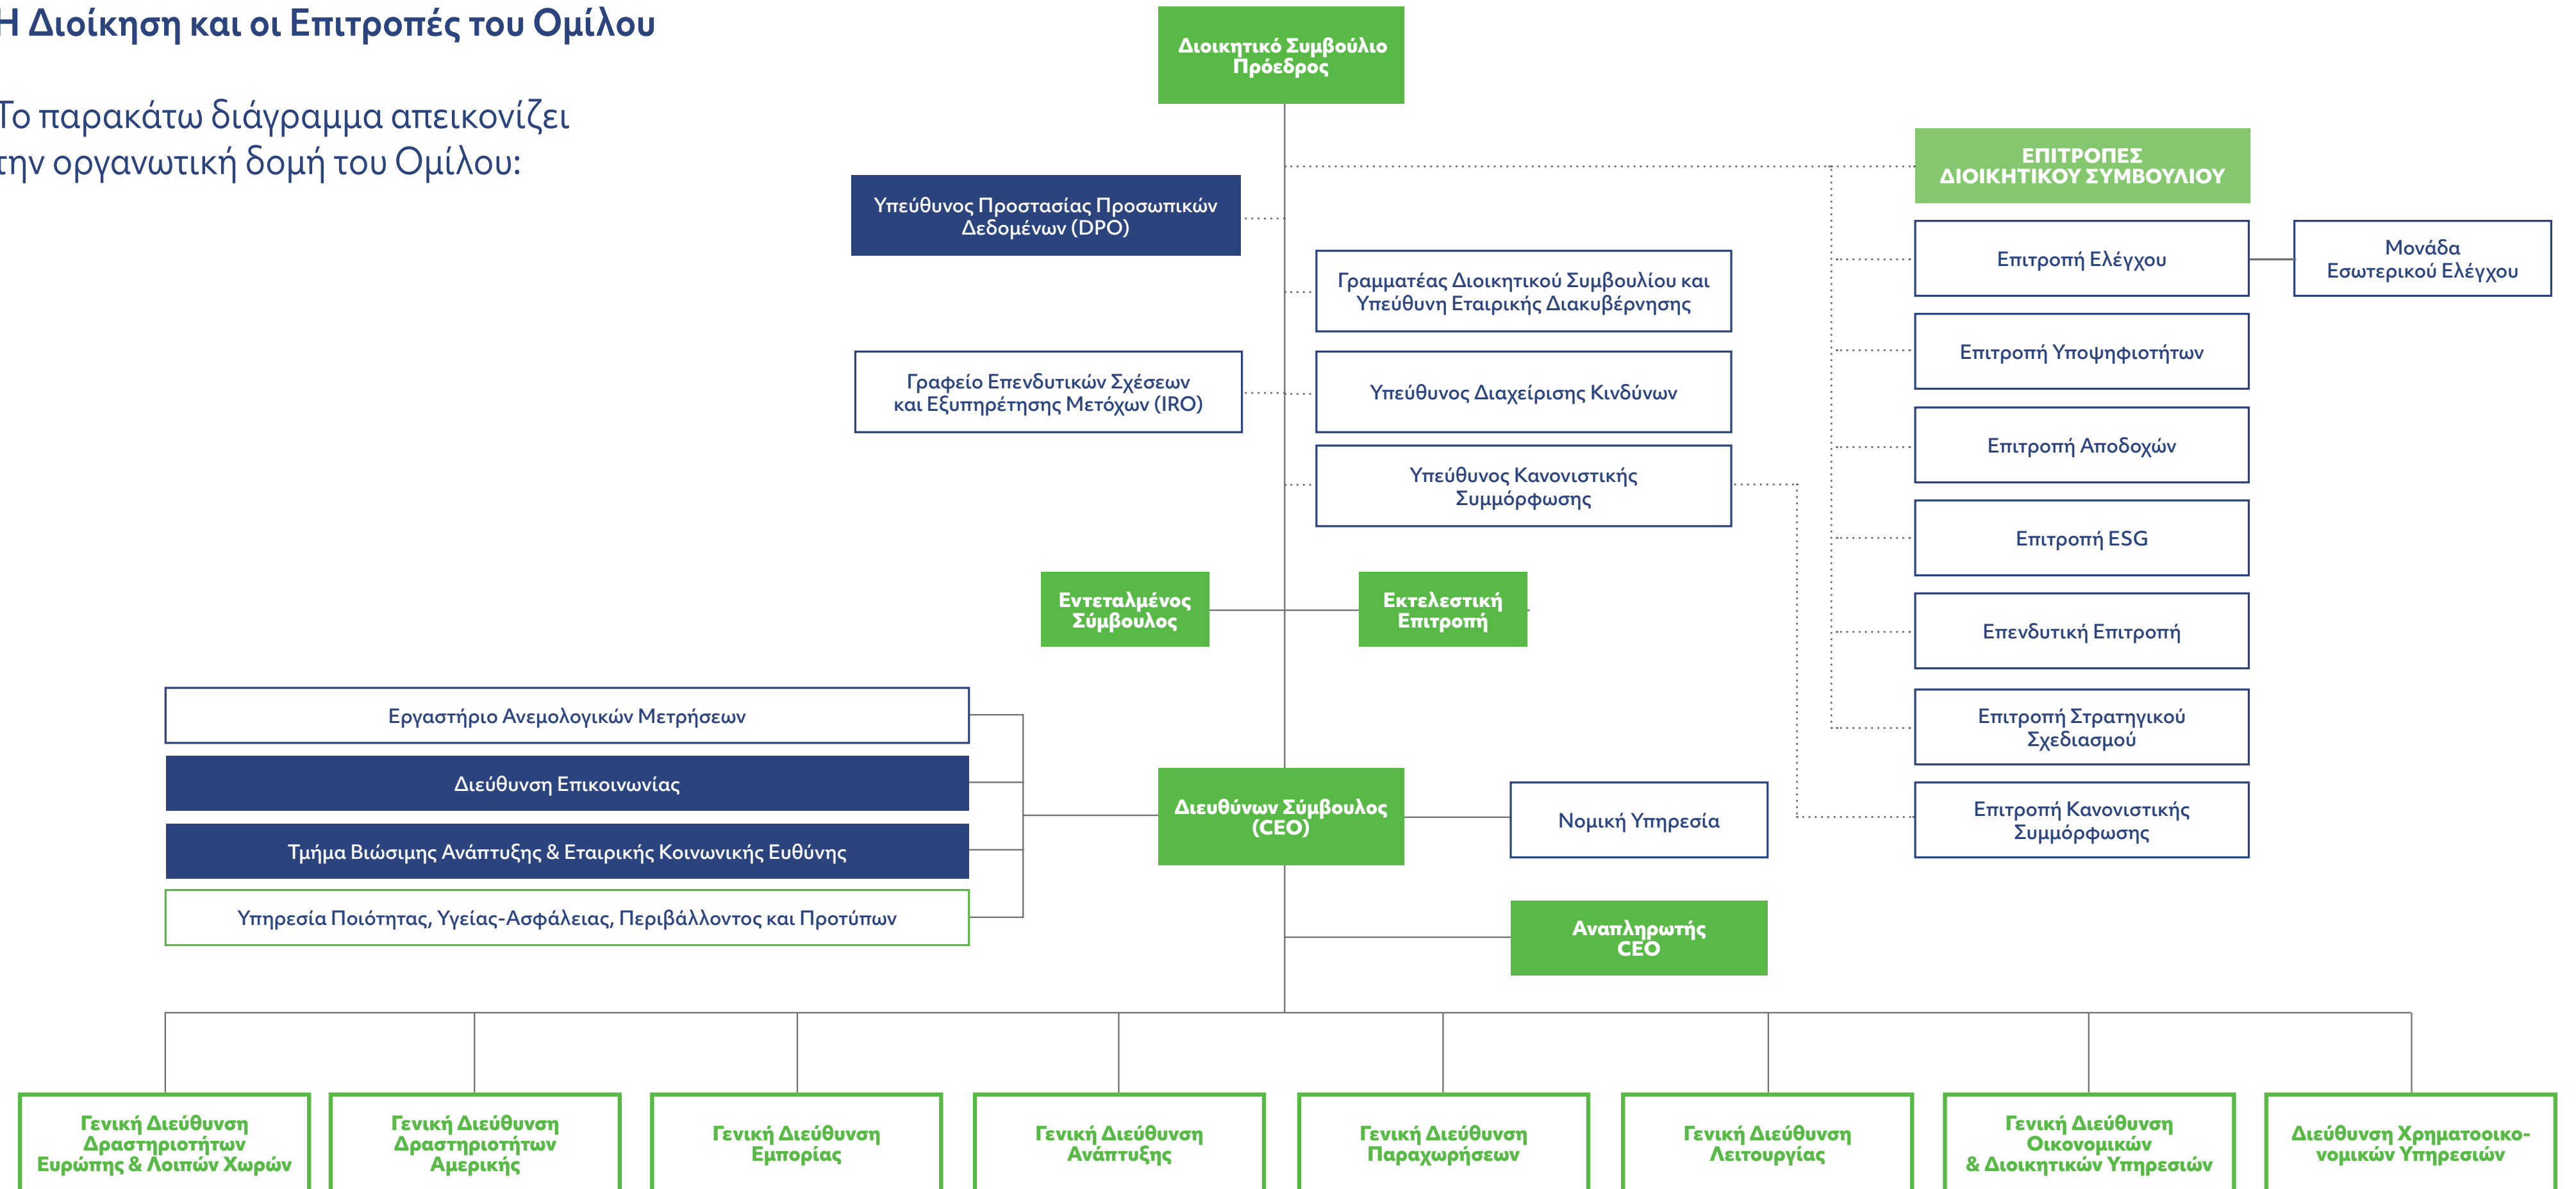 Η Διοίκηση και οι Επιτροπές του Ομίλου
Το παρακάτω διάγραμμα απεικονίζει
την οργανωτική δομή του Ομίλου:
Διοικητικό Συμβούλιο
Πρόεδρος
ΕΠΙΤΡΟΠΕΣ
ΔΙΟΙΚΗΤΙΚΟΥ ΣΥΜΒΟΥΛΙΟΥ
Υπεύθυνος Προστασίας Προσωπικών
Δεδομένων (DPO)
Γραμματέας Διοικητικού Συμβουλίου και
Υπεύθυνη Εταιρικής Διακυβέρνησης
Επιτροπή Ελέγχου
Μονάδα
Εσωτερικού Ελέγχου
Επιτροπή Υποψηφιοτήτων
Γραφείο Επενδυτικών Σχέσεων
και Εξυπηρέτησης Μετόχων (IRO)
Υπεύθυνος Διαχείρισης Κινδύνων
Επιτροπή Αποδοχών
Υπεύθυνος Κανονιστικής
Συμμόρφωσης
Επιτροπή ESG
Εντεταλμένος
Σύμβουλος
Εκτελεστική
Επιτροπή
Επενδυτική Επιτροπή
Εργαστήριο Ανεμολογικών Μετρήσεων
Επιτροπή Στρατηγικού
Σχεδιασμού
Διεύθυνση Επικοινωνίας
Διευθύνων Σύμβουλος
(CEO)
Νομική Υπηρεσία
Επιτροπή Κανονιστικής
Συμμόρφωσης
Τμήμα Βιώσιμης Ανάπτυξης & Εταιρικής Κοινωνικής Ευθύνης
Υπηρεσία Ποιότητας, Υγείας-Ασφάλειας, Περιβάλλοντος και Προτύπων
Αναπληρωτής
CEO
Γενική Διεύθυνση
Δραστηριοτήτων
Ευρώπης & Λοιπών Χωρών
Γενική Διεύθυνση
Δραστηριοτήτων
Αμερικής
Γενική Διεύθυνση
Εμπορίας
Γενική Διεύθυνση
Ανάπτυξης
Γενική Διεύθυνση
Παραχωρήσεων
Γενική Διεύθυνση
Λειτουργίας
Γενική Διεύθυνση
Οικονομικών
& Διοικητικών Υπηρεσιών
Διεύθυνση Χρηματοοικο-
νομικών Υπηρεσιών